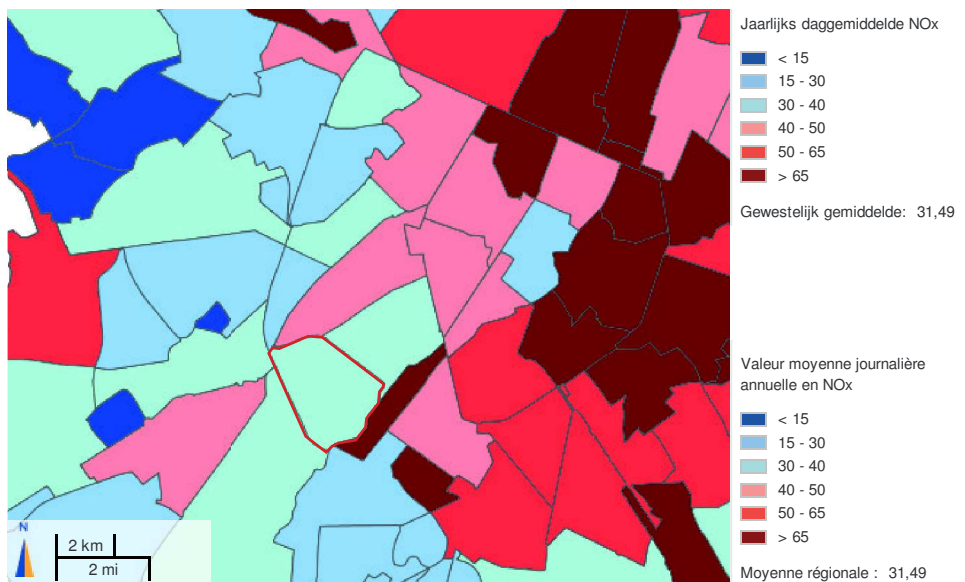 Jaarlijks daggemiddelde NOx
< 15
15 - 30
30 - 40
40 - 50
50 - 65
> 65
Gewestelijk gemiddelde: 31,49
Valeur moyenne journalière
annuelle en NOx
< 15
15 - 30
30 - 40
40 - 50
50 - 65
> 65
Moyenne régionale : 31,49
N
2 km
2 mi